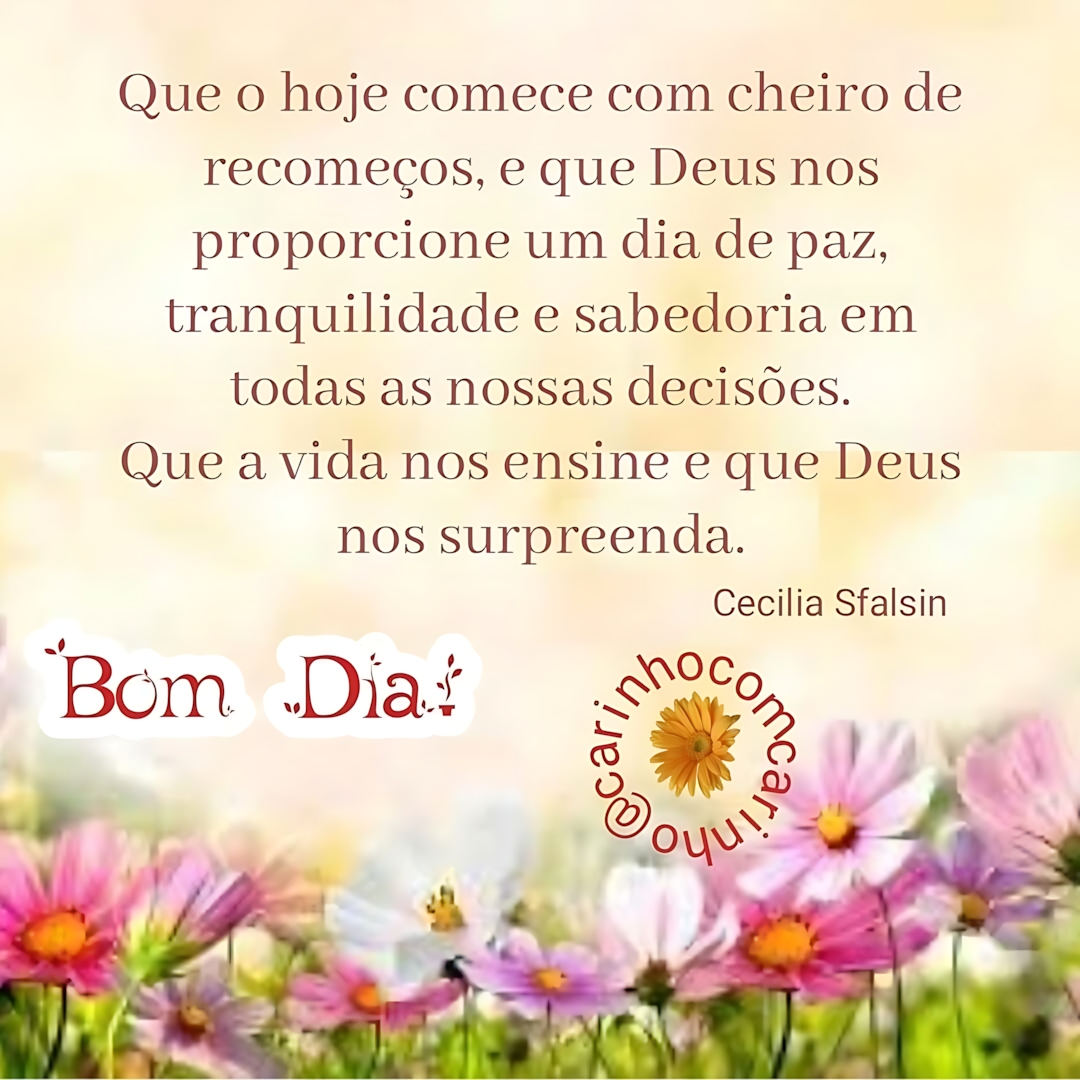 Que o hoje comece com cheiro de
recomeços, e que Deus nos
proporcione um dia de paz,
tranquilidade e sabedoria em
todas as nossas decisões.
Que a vida nos ensine e que Deus
nos surpreenda.
Cecilia Sfalsin
Bom Dia!
@carinhocomcarinho